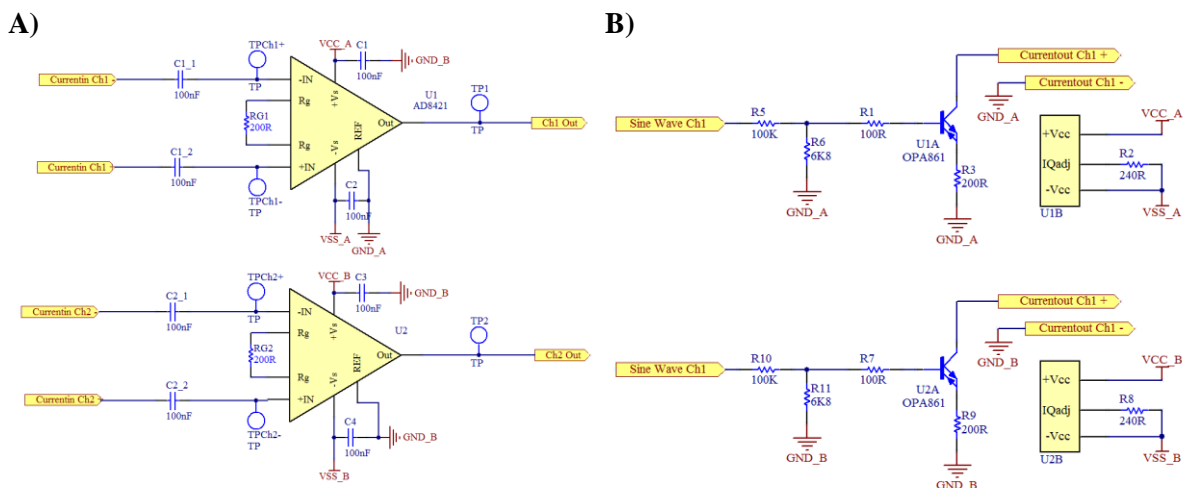 A)
TPCh1+
TP
VCC_A
C1
100nF
GND_B
C1_1
100nF
Currentin Ch1 -
-IN
Rg
RG1
200R
Rg
+IN
+Vs
-Vs
REF
Out
U1
AD8421
TP1
TP
Ch1 Out
Currentin Ch1
C1_2
100nF
TPCh1-
TP
C2
100nF
VSS_A
GND_A
TPCh2+
TP
VCC_B
C3
100nF
GND_B
C2_1
100nF
Currentin Ch2 -
-IN
Rg
RG2
200R
Rg
+IN
+Vs
-Vs
REF
Out
U2
TP2
TP
Ch2 Out
Currentin Ch2
C2_2
100nF
TPCh2-
TP
C4
100nF
GND_B
VSS_B
B)
Currentout Ch1 +
Currentout Ch1 -
GND_A
Sine Wave Ch1
R5
100K
R6
6K8
GND_A
R1
100R
U1A
OPA861
R3
200R
GND_A
VCC_A
+Vcc
IQadj
-Vcc
R2
240R
VSS_A
U1B
Currentout Ch1 +
Currentout Ch1 -
GND_B
Sine Wave Ch1
R10
100K
R11
6K8
GND_B
R7
100R
U2A
OPA861
R9
200R
GND_B
VCC_B
+Vcc
IQadj
-Vcc
R8
240R
VSS_B
U2B